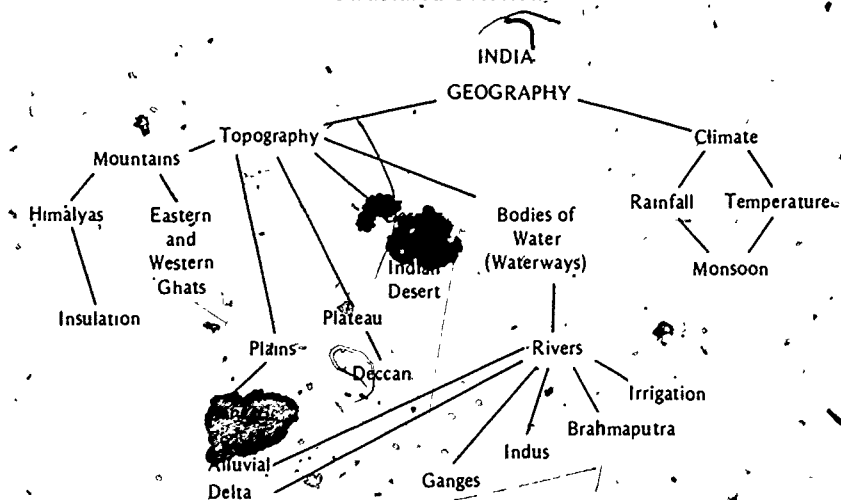 INDIA
GEOGRAPHY
Topography
Climate
Mountains
Himalyas
Eastern
and
Western
Ghats
Bodies of
Water
(Waterways)
Rainfall
Temperature
Monsoon
Indian
Desert
Insulation
Plateau
Plains
Deccan
Rivers
Irrigation
Brahmaputra
Indus
Ganges
Alluvial
Delta